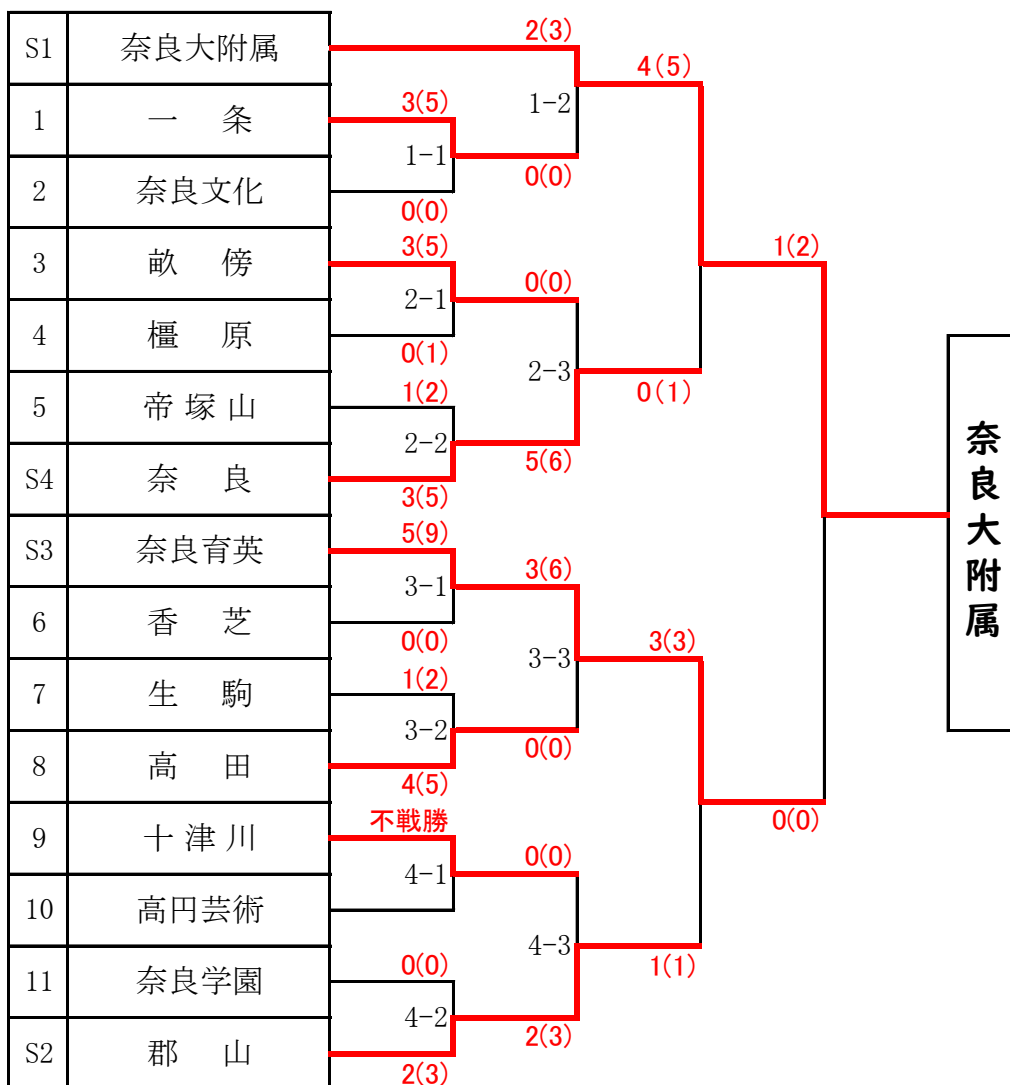 2(3)
S1 奈良大附属
4(5)
3(5)
1-2
1 一 条
1-1
0(0)
2 奈良文化
0(0)
3(5)
1(2)
3 畝 傍
0(0)
2-1
4 橿 原
0(1)
2-3
0(1)
1(2)
5 帝塚山
2-2
5(6)
S4 奈 良
3(5)
奈良大附属
5(9)
S3 奈良育英
3(6)
3-1
6 香 芝
0(0)
3(3)
3-3
1(2)
7 生 駒
3-2
0(0)
8 高 田
4(5)
不戦勝
0(0)
9 十津川
0(0)
4-1
10 高円芸術
4-3
0(0)
1(1)
11 奈良学園
4-2
2(3)
S2 郡 山
2(3)